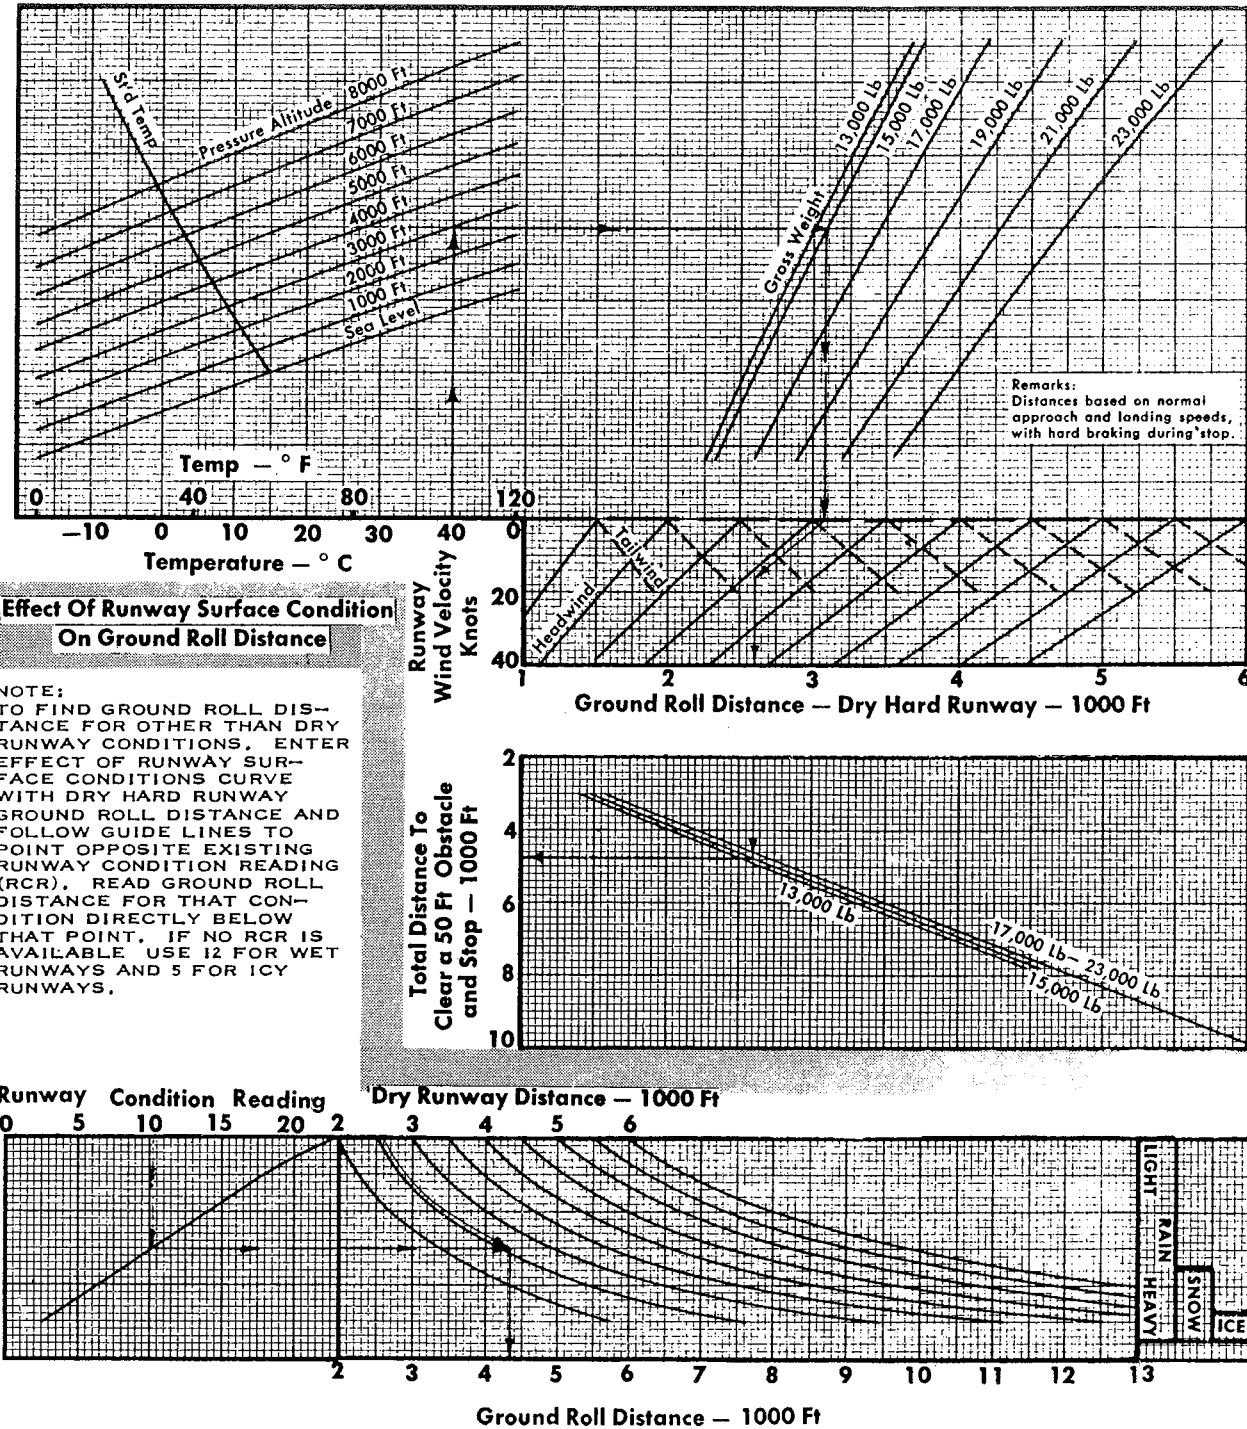 St'd Temp
Pressure Altitude 8000 Ft
7000 Ft
6000 Ft
5000 Ft
4000 Ft
3000 Ft
2000 Ft
1000 Ft
Sea Level
Gross Weight
13,000 Lb
15,000 Lb
17,000 Lb
19,000 Lb
21,000 Lb
23,000 Lb
Remarks:
Distances based on normal
approach and landing speeds,
with hard braking during stop.
Temp — ° F
0 40 80 120
−10 0 10 20 30 40
Temperature — ° C
Runway
Wind Velocity
Knots
0
20
40
Headwind
Tailwind
1 2 3 4 5 6
Ground Roll Distance — Dry Hard Runway — 1000 Ft
Effect Of Runway Surface Condition
On Ground Roll Distance
NOTE:
TO FIND GROUND ROLL DIS—
TANCE FOR OTHER THAN DRY
RUNWAY CONDITIONS. ENTER
EFFECT OF RUNWAY SUR—
FACE CONDITIONS CURVE
WITH DRY HARD RUNWAY
GROUND ROLL DISTANCE AND
FOLLOW GUIDE LINES TO
POINT OPPOSITE EXISTING
RUNWAY CONDITION READING
(RCR). READ GROUND ROLL
DISTANCE FOR THAT CON—
DITION DIRECTLY BELOW
THAT POINT. IF NO RCR IS
AVAILABLE USE 12 FOR WET
RUNWAYS AND 5 FOR ICY
RUNWAYS.
Total Distance To
Clear a 50 Ft Obstacle
and Stop — 1000 Ft
2
4
6
8
10
13,000 Lb
17,000 Lb— 23,000 Lb
15,000 Lb
Runway Condition Reading
0 5 10 15 20
Dry Runway Distance — 1000 Ft
2 3 4 5 6
LIGHT RAIN HEAVY
SNOW
ICE
2 3 4 5 6 7 8 9 10 11 12 13
Ground Roll Distance — 1000 Ft